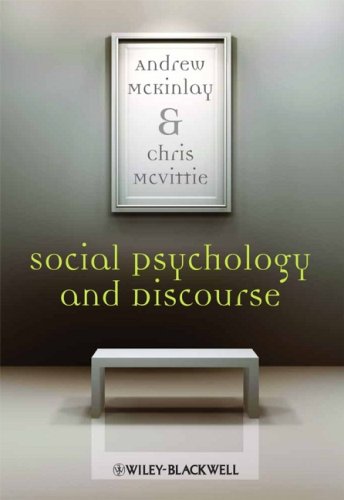 Andrew
McKinlay
&
Chris
McVittie
Social Psychology
and Discourse
WILEY-BLACKWELL